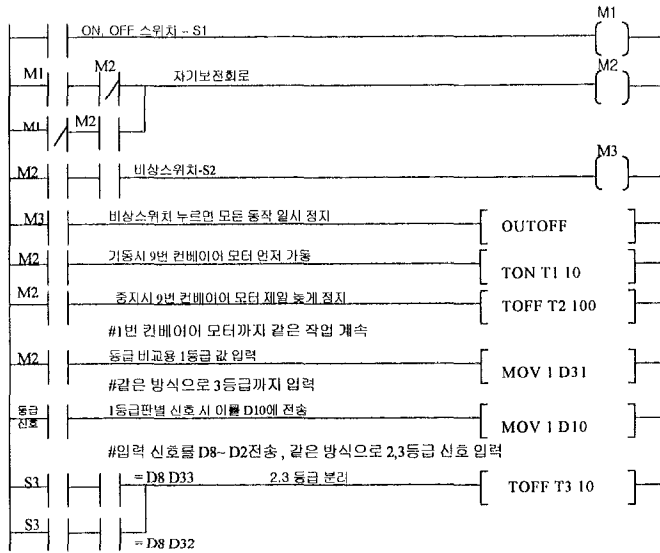 M1
ON, OFF 스위치 - S1
M1 M2 자기보전회로 M2
M1 M2
M2 비상스위치-S2 M3
M3 비상스위치 누르면 모든 동작 일시 정지 OUTOFF
M2 기동시 9번 컨베이어 모터 먼저 가동 TON T1 10
M2 중지시 9번 컨베이어 모터 제일 늦게 정지 TOFF T2 100
#1번 컨베이어 모터까지 같은 작업 계속
M2 등급 비교용 1등급 값 입력 MOV 1 D31
#같은 방식으로 3등급까지 입력
등급 신호 1등급판별 신호 시 이를 D10에 전송 MOV 1 D10
#입력 신호를 D8~ D2전송 , 같은 방식으로 2,3등급 신호 입력
S3 = D8 D33 2.3 등급 분리 TOFF T3 10
S3 = D8 D32